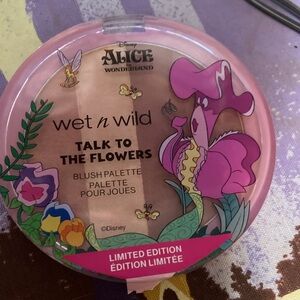 Disney
ALICE
IN
WONDERLAND
wet n wild
TALK TO
THE FLOWERS
BLUSH PALETTE
PALETTE
POUR JOUES
©Disney
LIMITED EDITION
ÉDITION LIMITÉE